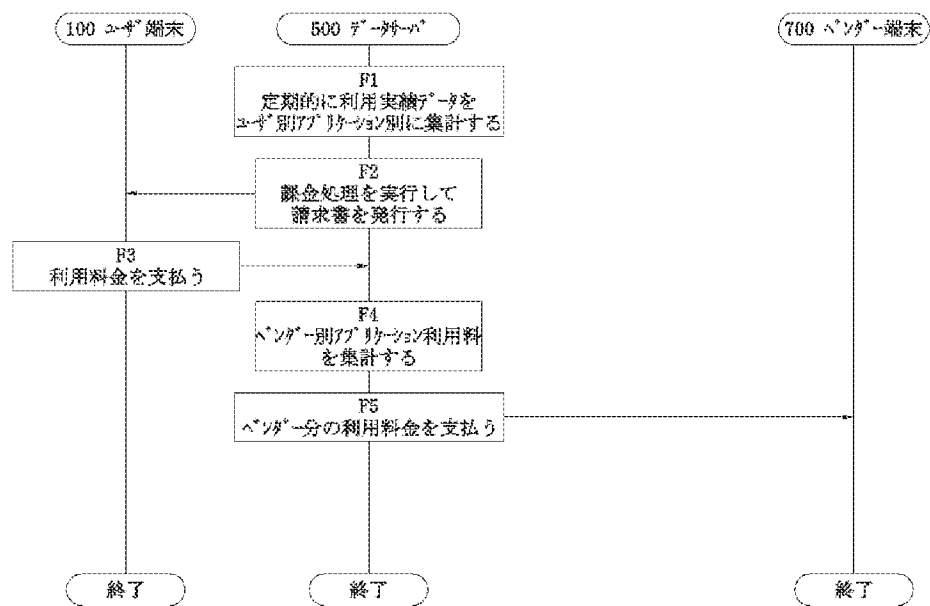 100 ユーザ端末
500 データサーバ
700 ベンダー端末
F1
定期的に利用実績データを
ユーザ別アプリケーション別に集計する
F2
課金処理を実行して
請求書を発行する
F3
利用料金を支払う
F4
ベンダー別アプリケーション利用料
を集計する
F5
ベンダー分の利用料金を支払う
終了
終了
終了